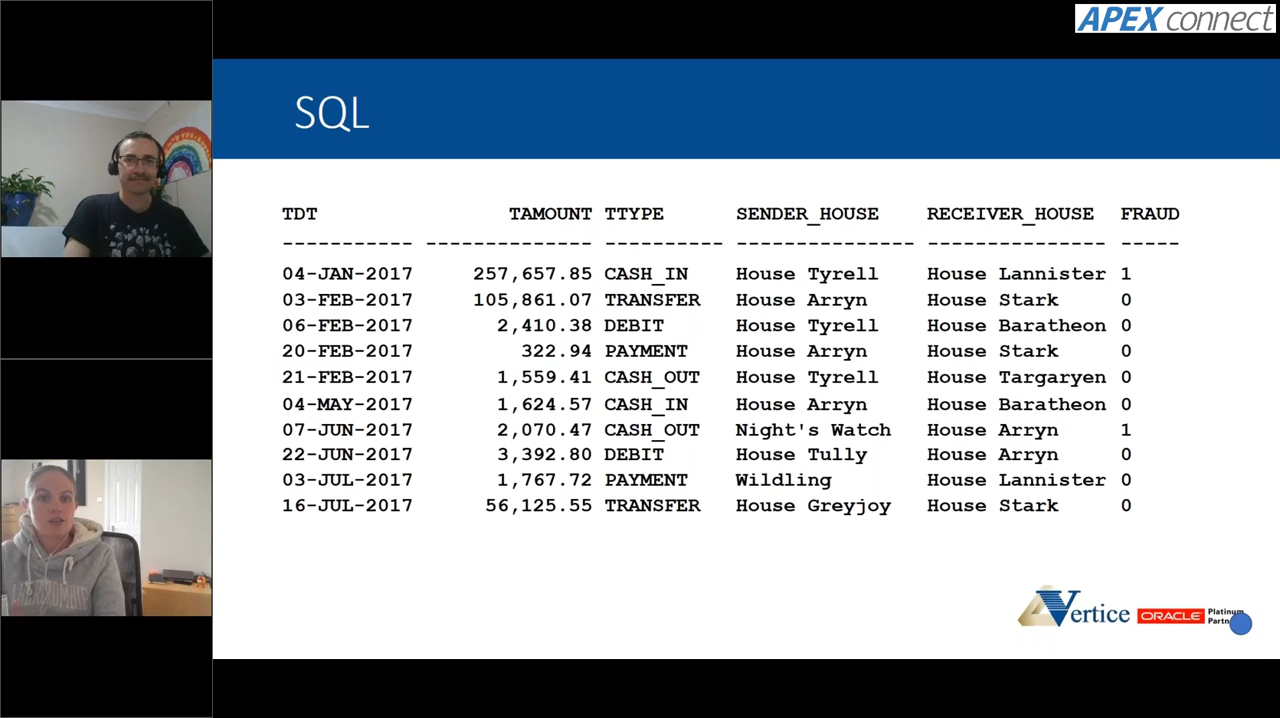 APEX connect
SQL
TDT TAMOUNT TTYPE SENDER_HOUSE RECEIVER_HOUSE FRAUD
----------- -------------- ---------- --------------- --------------- -----
04-JAN-2017 257,657.85 CASH_IN House Tyrell House Lannister 1
03-FEB-2017 105,861.07 TRANSFER House Arryn House Stark 0
06-FEB-2017 2,410.38 DEBIT House Tyrell House Baratheon 0
20-FEB-2017 322.94 PAYMENT House Arryn House Stark 0
21-FEB-2017 1,559.41 CASH_OUT House Tyrell House Targaryen 0
04-MAY-2017 1,624.57 CASH_IN House Arryn House Baratheon 0
07-JUN-2017 2,070.47 CASH_OUT Night's Watch House Arryn 1
22-JUN-2017 3,392.80 DEBIT House Tully House Arryn 0
03-JUL-2017 1,767.72 PAYMENT Wildling House Lannister 0
16-JUL-2017 56,125.55 TRANSFER House Greyjoy House Stark 0
Vertice ORACLE Platinum